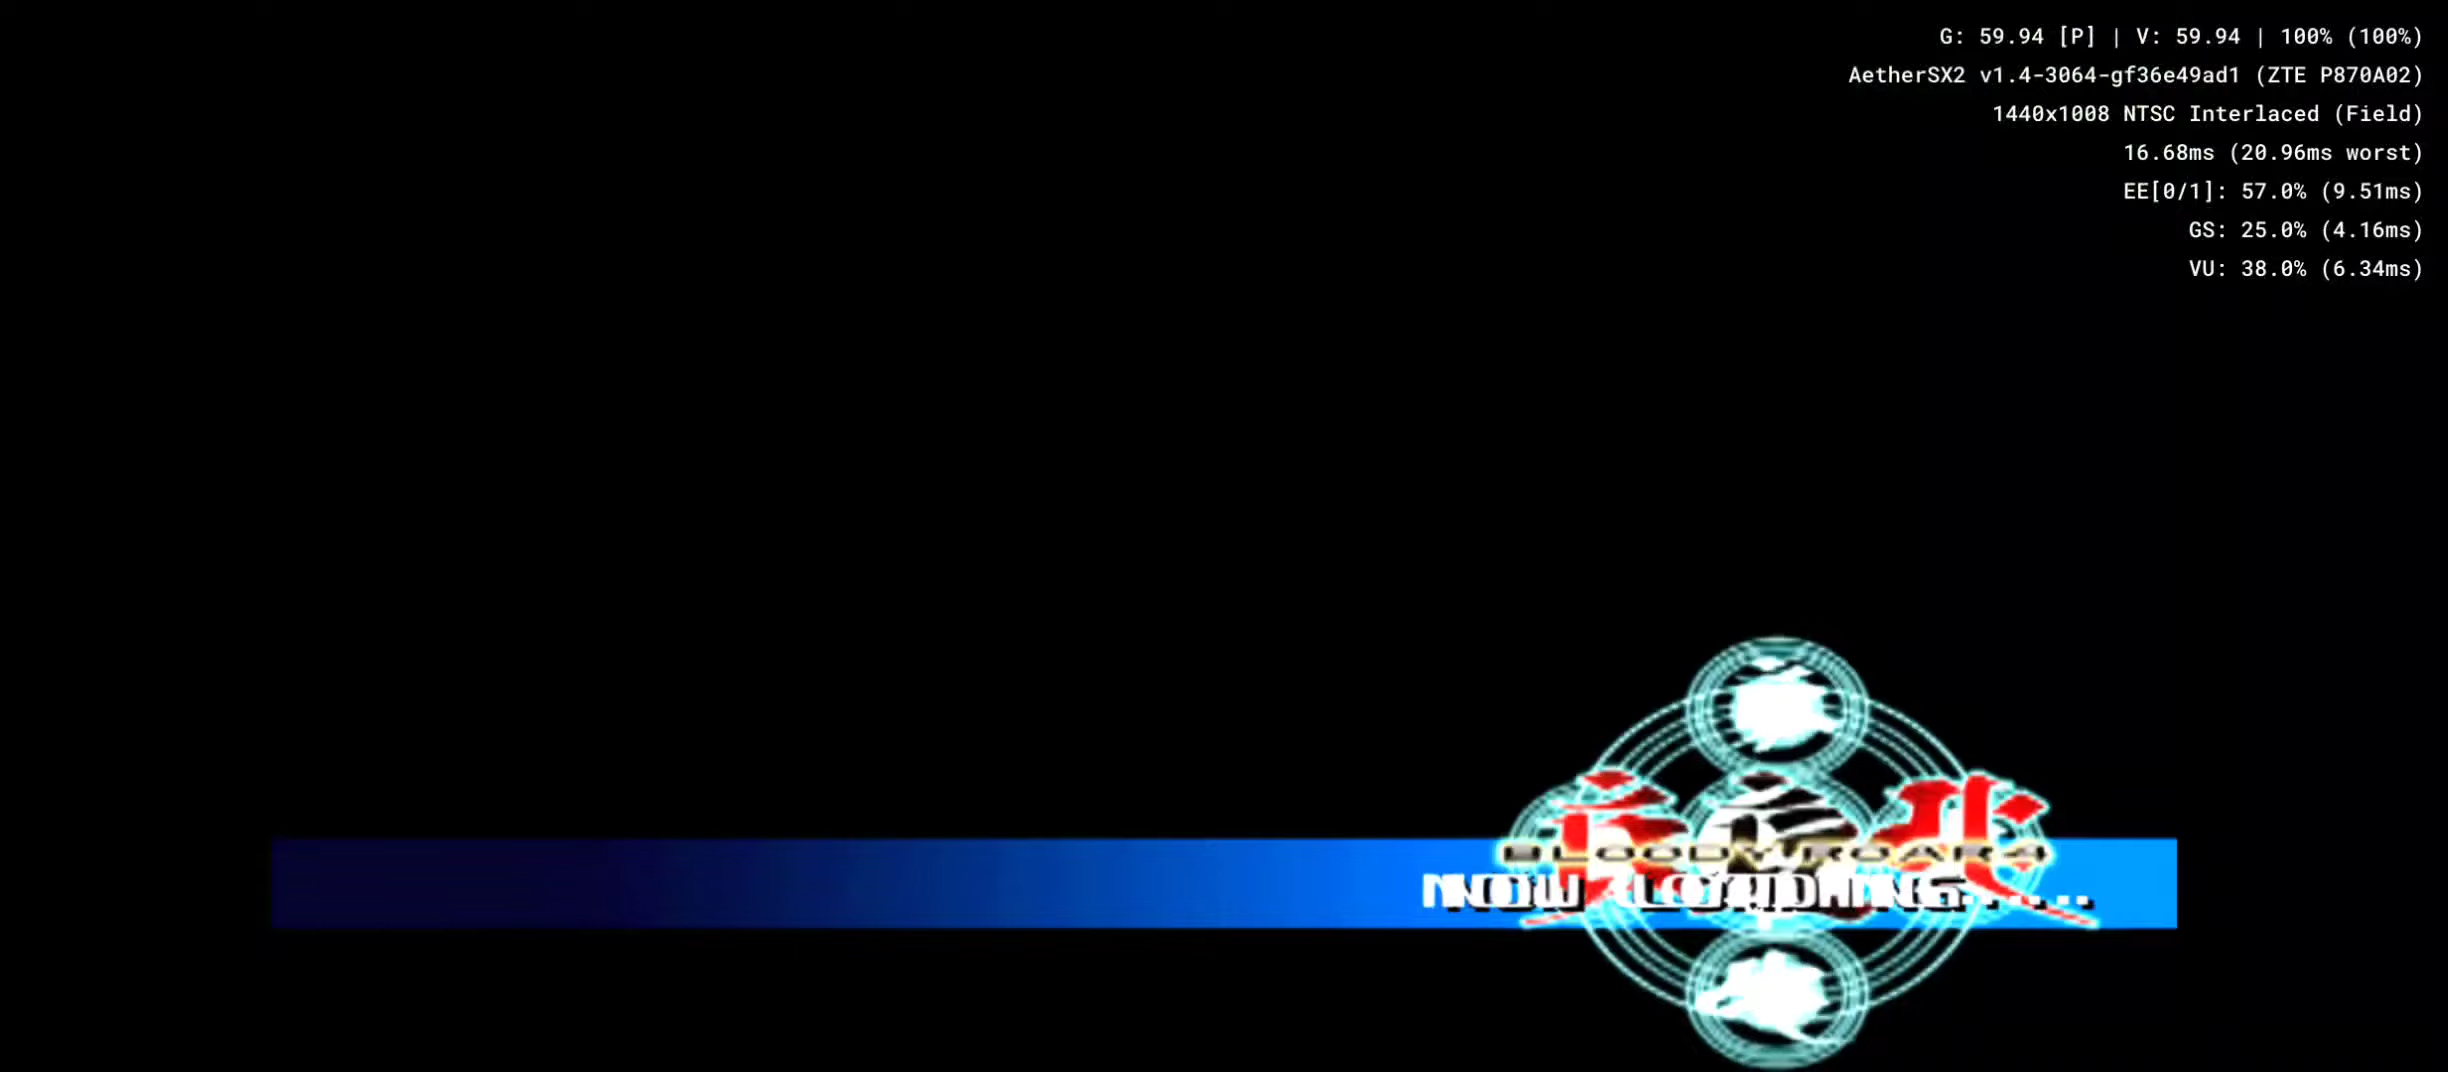 G: 59.94 [P] | V: 59.94 | 100% (100%)
AetherSX2 v1.4-3064-gf36e49ad1 (ZTE P870A02)
1440x1008 NTSC Interlaced (Field)
16.68ms (20.96ms worst)
EE[0/1]: 57.0% (9.51ms)
GS: 25.0% (4.16ms)
VU: 38.0% (6.34ms)
BLOODY ROAR4
NOW LOADING......